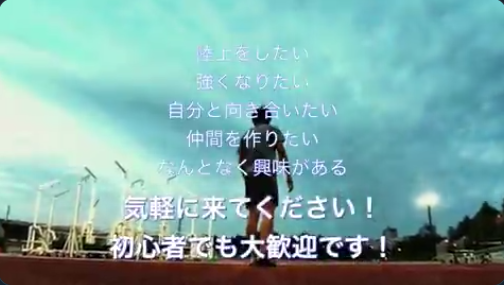 陸上をしたい
強くなりたい
自分と向き合いたい
仲間を作りたい
なんとなく興味がある
気軽に来てください！
初心者でも大歓迎です！